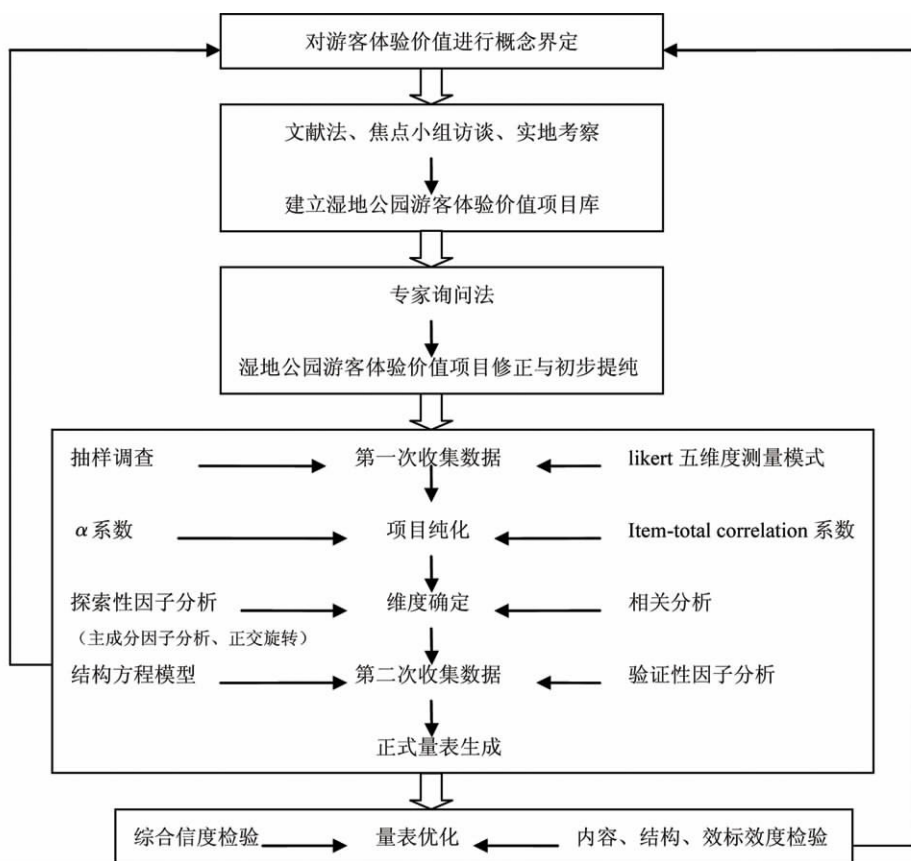 对游客体验价值进行概念界定
文献法、焦点小组访谈、实地考察
建立湿地公园游客体验价值项目库
专家询问法
湿地公园游客体验价值项目修正与初步提纯
抽样调查 第一次收集数据 likert 五维度测量模式
α系数 项目纯化 Item-total correlation 系数
探索性因子分析 维度确定 相关分析
（主成分因子分析、正交旋转）
结构方程模型 第二次收集数据 验证性因子分析
正式量表生成
综合信度检验 量表优化 内容、结构、效标效度检验